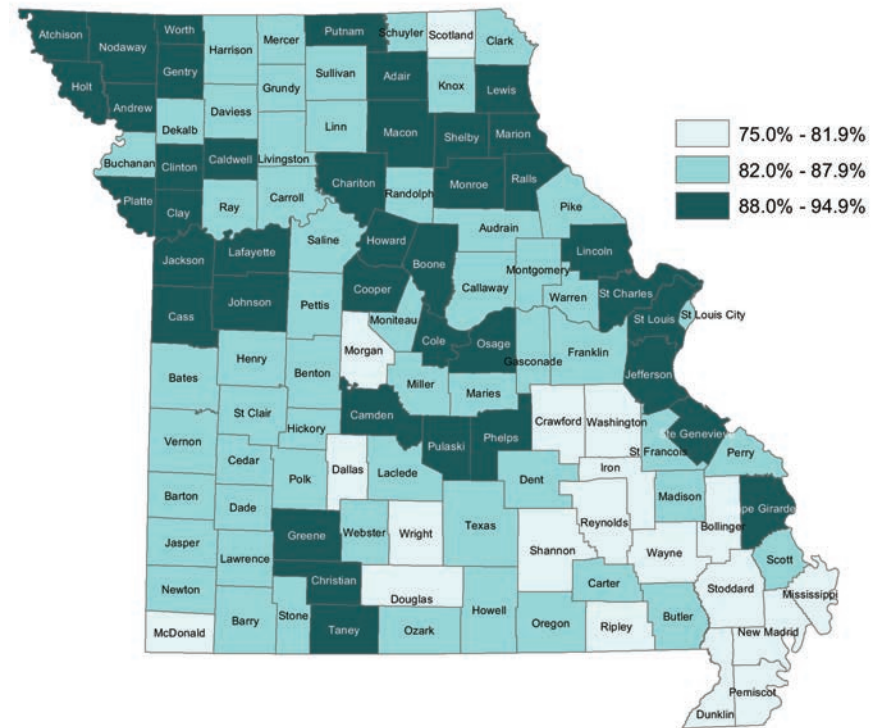 Atchison
Nodaway
Worth
Harrison
Mercer
Putnam
Schuyler
Scotland
Clark
Gentry
Sullivan
Adair
Knox
Lewis
Holt
Andrew
Grundy
Daviess
Dekalb
Linn
Macon
Shelby
Marion
75.0% - 81.9%
Buchanan
Clinton
Caldwell
Livingston
82.0% - 87.9%
Chariton
Randolph
Monroe
Ralls
88.0% - 94.9%
Platte
Clay
Ray
Carroll
Pike
Saline
Howard
Audrain
Jackson
Lafayette
Boone
Lincoln
Callaway
Montgomery
Cass
Johnson
Pettis
Cooper
Warren
St Charles
Moniteau
St Louis
St Louis City
Morgan
Cole
Osage
Gasconade
Franklin
Bates
Henry
Benton
Miller
Maries
Jefferson
St Clair
Hickory
Camden
Crawford
Washington
Vernon
Pulaski
Phelps
Ste Genevieve
Cedar
St Francois
Perry
Polk
Dallas
Laclede
Dent
Iron
Barton
Dade
Madison
Cape Girarde
Greene
Webster
Wright
Texas
Reynolds
Bollinger
Jasper
Lawrence
Shannon
Wayne
Scott
Newton
Christian
Douglas
Carter
Stoddard
Mississippi
McDonald
Barry
Stone
Taney
Ozark
Howell
Oregon
Ripley
Butler
New Madrid
Pemiscot
Dunklin